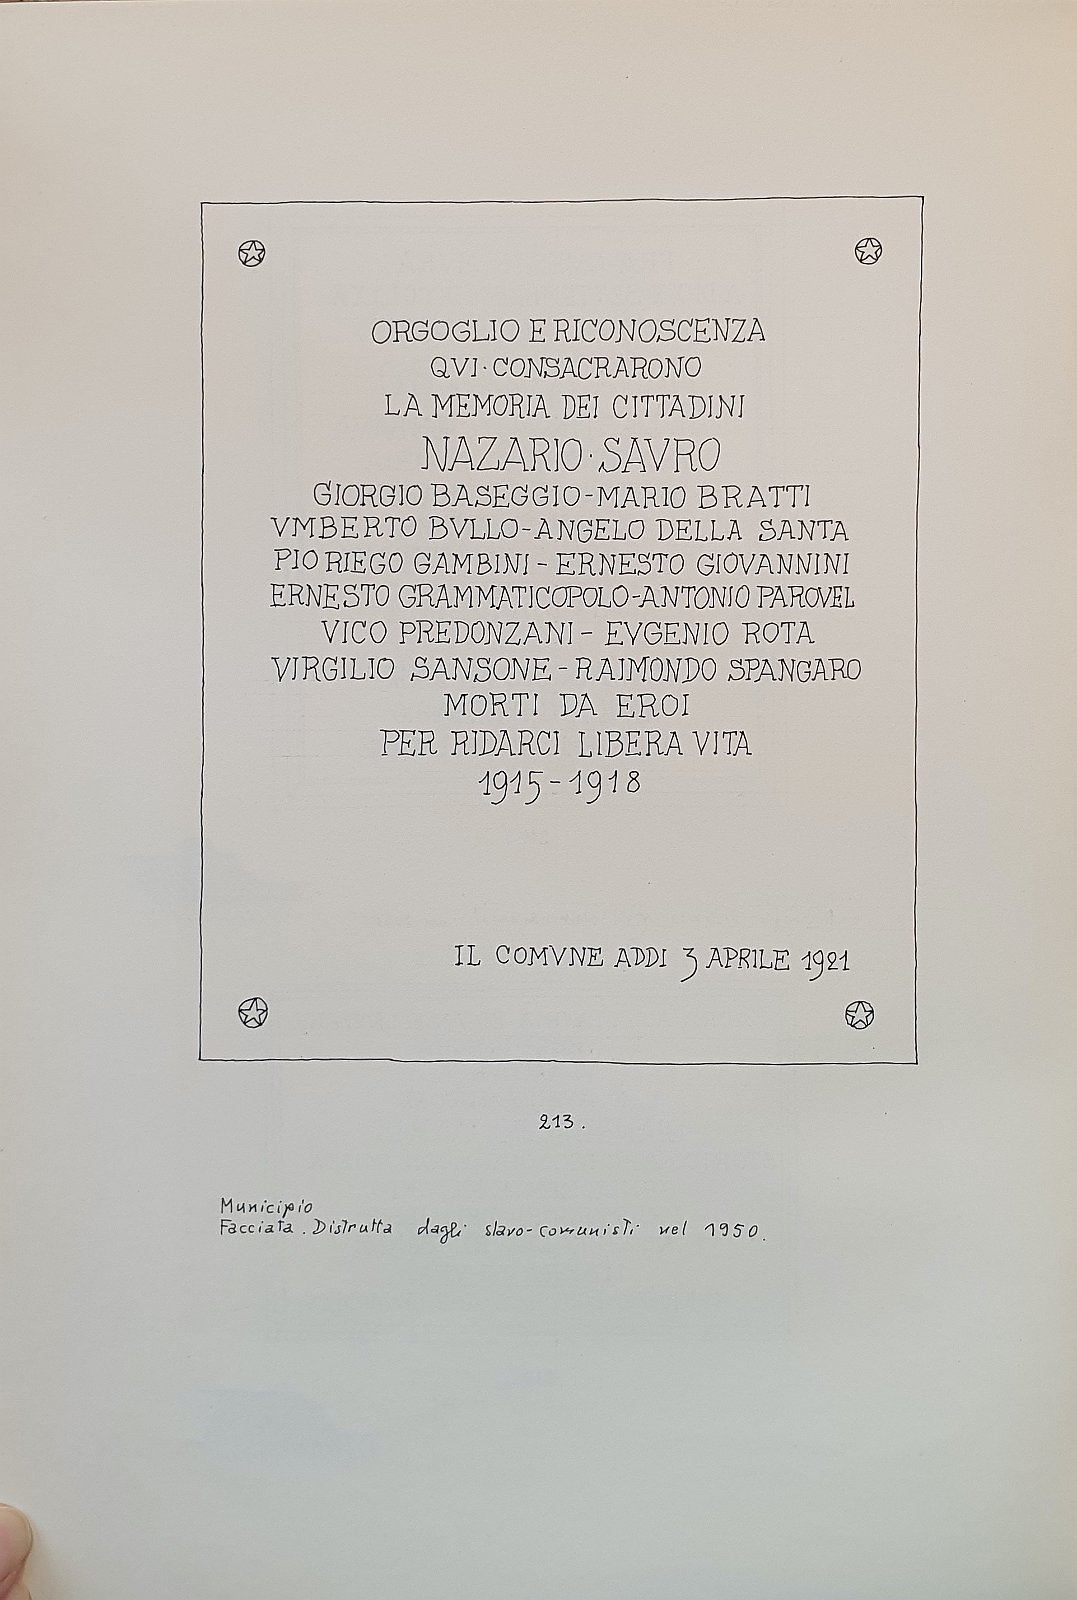 ORGOGLIO E RICONOSCENZA
QVI · CONSACRARONO
LA MEMORIA DEI CITTADINI
NAZARIO · SAVRO
GIORGIO BASEGGIO - MARIO BRATTI
VMBERTO BVLLO - ANGELO DELLA SANTA
PIO RIEGO GAMBINI - ERNESTO GIOVANNINI
ERNESTO GRAMMATICOPOLO - ANTONIO PAROVEL
VICO PREDONZANI - EVGENIO ROTA
VIRGILIO SANSONE - RAIMONDO SPANGARO
MORTI DA EROI
PER RIDARCI LIBERA VITA
1915 - 1918
IL COMVNE ADDI 3 APRILE 1921
213.
Municipio
Facciata. Distrutta dagli slavo-comunisti nel 1950.